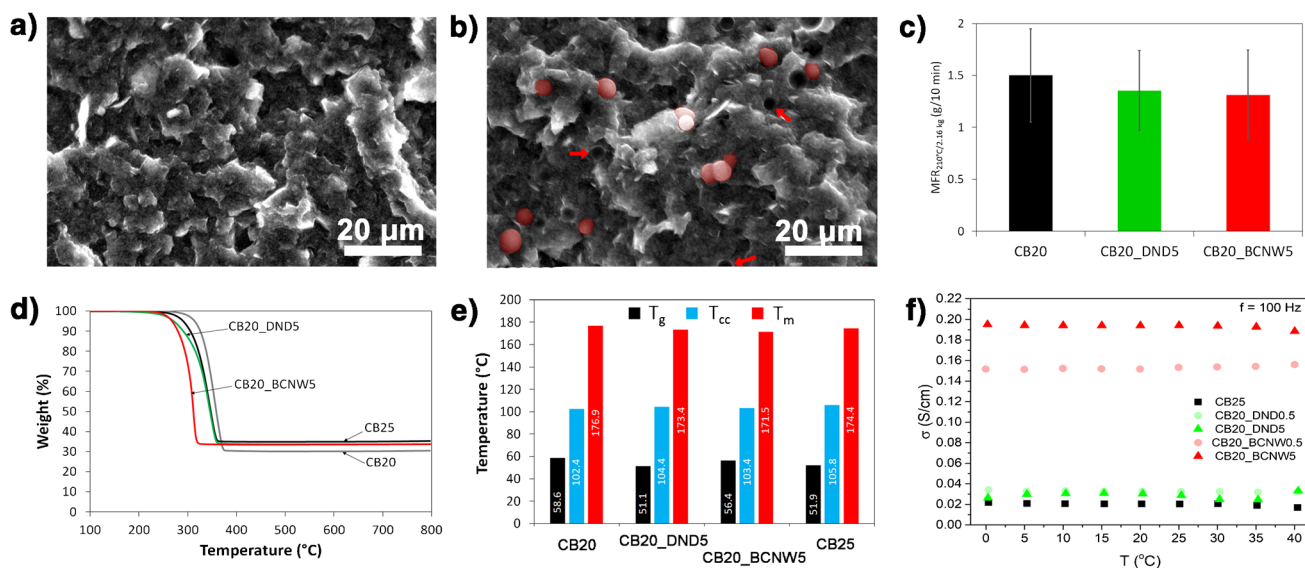 a)
20 μm
b)
20 μm
c)
MFR210°C/2.16 kg (g/10 min)
2
1.5
1
0.5
0
CB20
CB20_DND5
CB20_BCNW5
d)
Weight (%)
100
90
80
70
60
50
40
30
20
10
0
CB20_DND5
CB20_BCNW5
CB25
CB20
100 200 300 400 500 600 700 800
Temperature (°C)
e)
Temperature (°C)
200
180
160
140
120
100
80
60
40
20
0
Tg Tcc Tm
58.6 102.4 176.9
51.1 104.4 173.4
56.4 103.4 171.5
51.9 105.8 174.4
CB20 CB20_DND5 CB20_BCNW5 CB25
f)
σ (S/cm)
0.22
0.20
0.18
0.16
0.14
0.12
0.10
0.08
0.06
0.04
0.02
0.00
f = 100 Hz
CB25
CB20_DND0.5
CB20_DND5
CB20_BCNW0.5
CB20_BCNW5
0 5 10 15 20 25 30 35 40
T (°C)